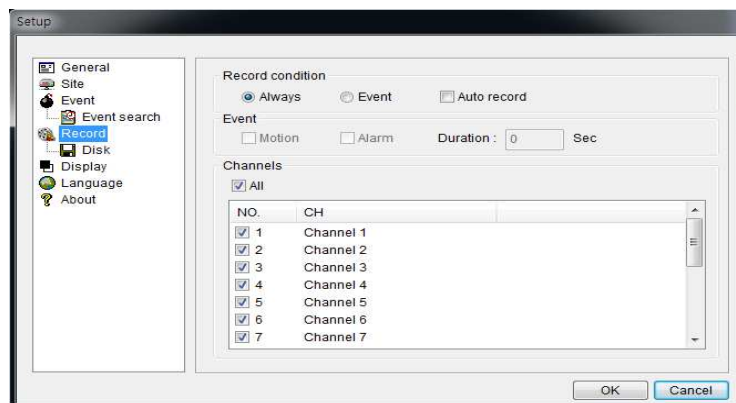 Setup
General
Site
Event
Event search
Record
Disk
Display
Language
About
Record condition
Always Event Auto record
Event
Motion Alarm Duration : 0 Sec
Channels
All
NO. CH
1 Channel 1
2 Channel 2
3 Channel 3
4 Channel 4
5 Channel 5
6 Channel 6
7 Channel 7
OK Cancel